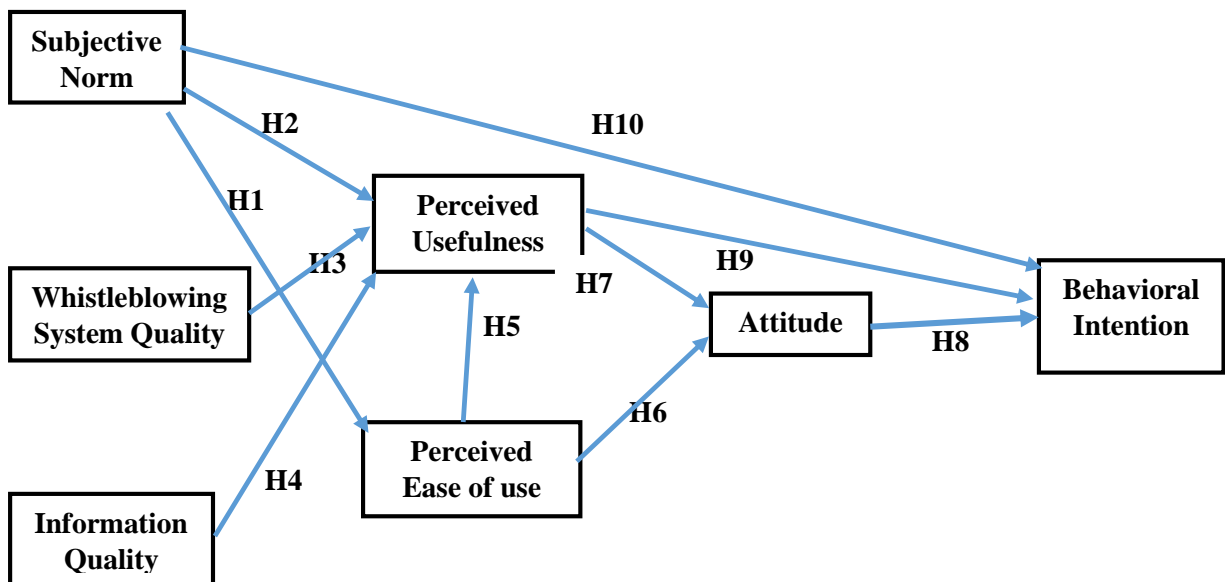 Subjective
Norm
H2
H10
H1
Perceived
Usefulness
H3
H9
H7
Whistleblowing
System Quality
Behavioral
Intention
Attitude
H5
H8
H6
H4
Perceived
Ease of use
Information
Quality